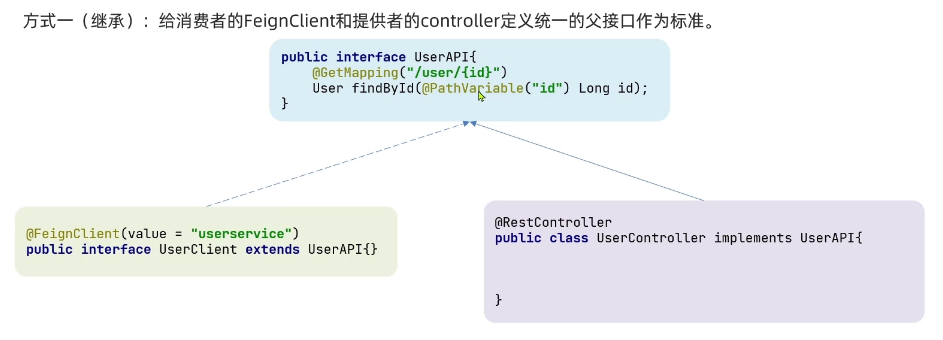 方式一（继承）：给消费者的FeignClient和提供者的controller定义统一的父接口作为标准。
public interface UserAPI{
@GetMapping("/user/{id}")
User findById(@PathVariable("id") Long id);
}
@FeignClient(value = "userservice")
public interface UserClient extends UserAPI{}
@RestController
public class UserController implements UserAPI{
}